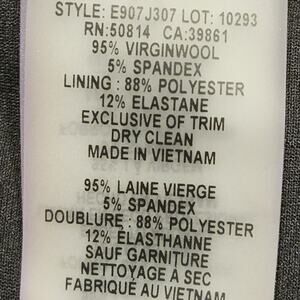 STYLE: E907J307 LOT: 10293
RN:50814 CA:39861
95% VIRGINWOOL
5% SPANDEX
LINING : 88% POLYESTER
12% ELASTANE
EXCLUSIVE OF TRIM
DRY CLEAN
MADE IN VIETNAM
95% LAINE VIERGE
5% SPANDEX
DOUBLURE : 88% POLYESTER
12% ÉLASTHANNE
SAUF GARNITURE
NETTOYAGE À SEC
FABRIQUÉ AU VIETNAM